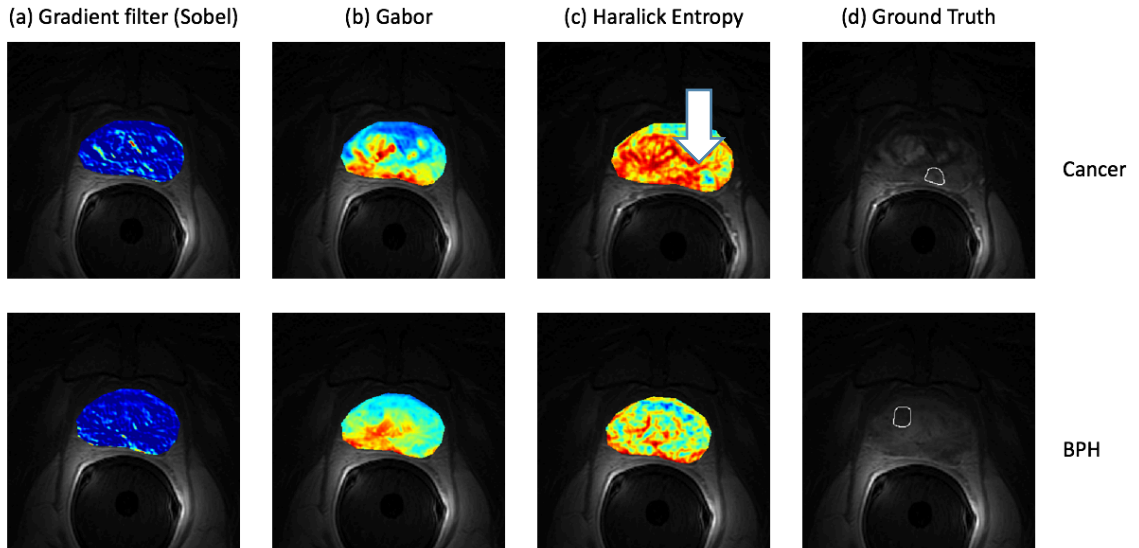 (a) Gradient filter (Sobel)
(b) Gabor
(c) Haralick Entropy
(d) Ground Truth
Cancer
BPH